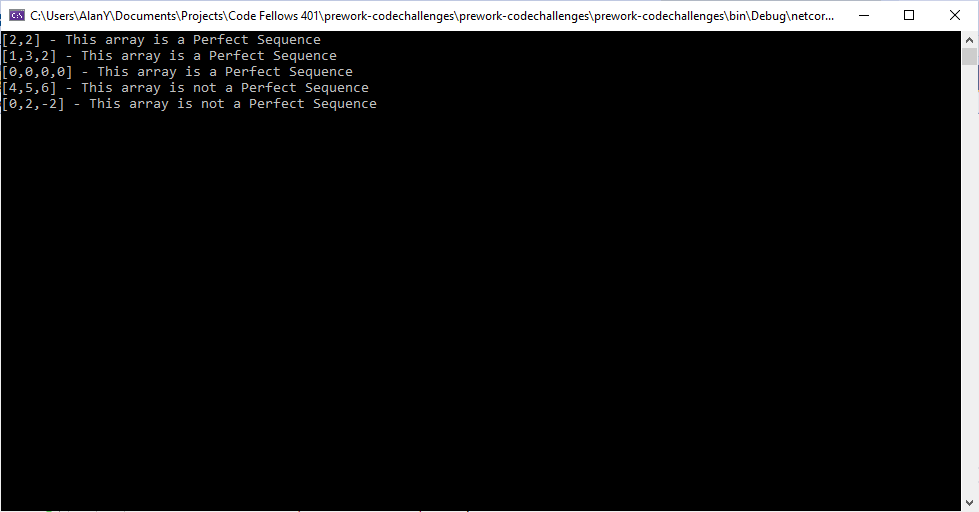 C:\Users\AlanY\Documents\Projects\Code Fellows 401\prework-codechallenges\prework-codechallenges\prework-codechallenges\bin\Debug\netcor...
[2,2] - This array is a Perfect Sequence
[1,3,2] - This array is a Perfect Sequence
[0,0,0,0] - This array is a Perfect Sequence
[4,5,6] - This array is not a Perfect Sequence
[0,2,-2] - This array is not a Perfect Sequence